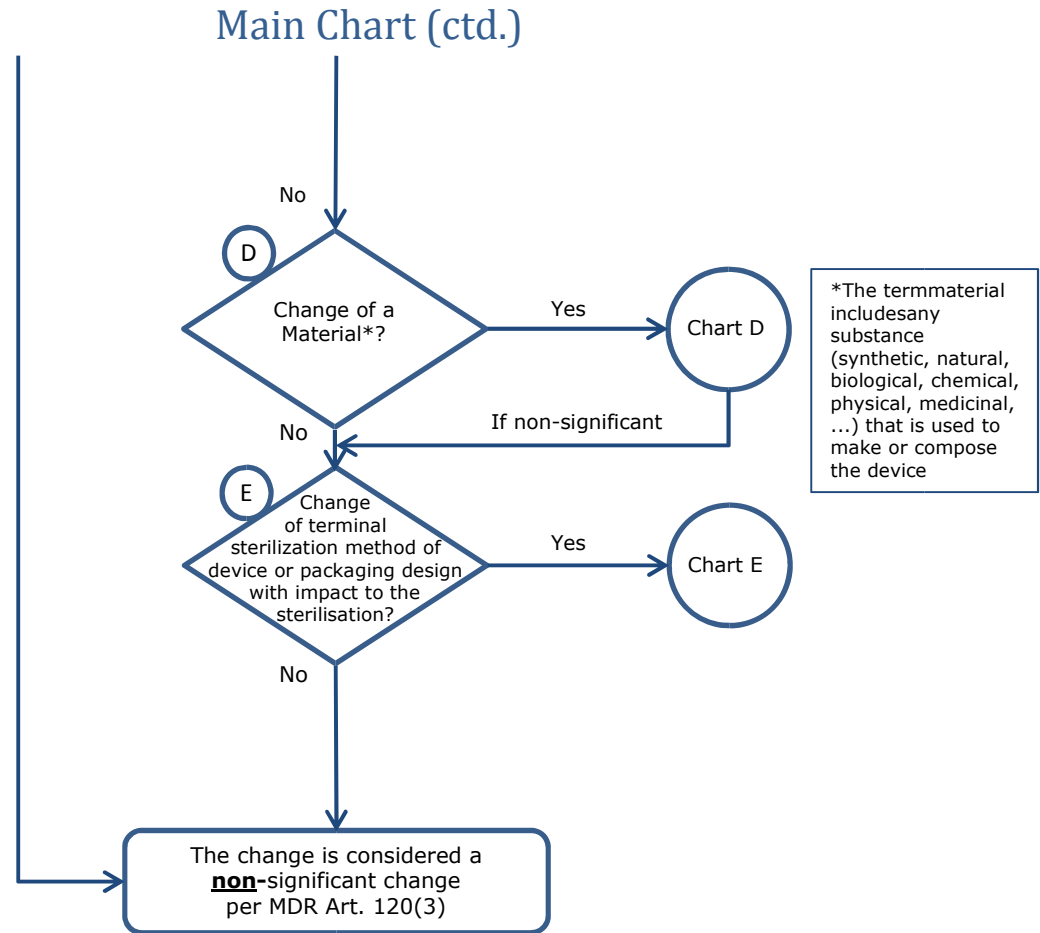 Main Chart (ctd.)
No
D
Change of a
Material*?
Yes
Chart D
*The termmaterial
includesany
substance
(synthetic, natural,
biological, chemical,
physical, medicinal,
...) that is used to
make or compose
the device
If non-significant
No
E
Change
of terminal
sterilization method of
device or packaging design
with impact to the
sterilisation?
Yes
Chart E
No
The change is considered a
non-significant change
per MDR Art. 120(3)